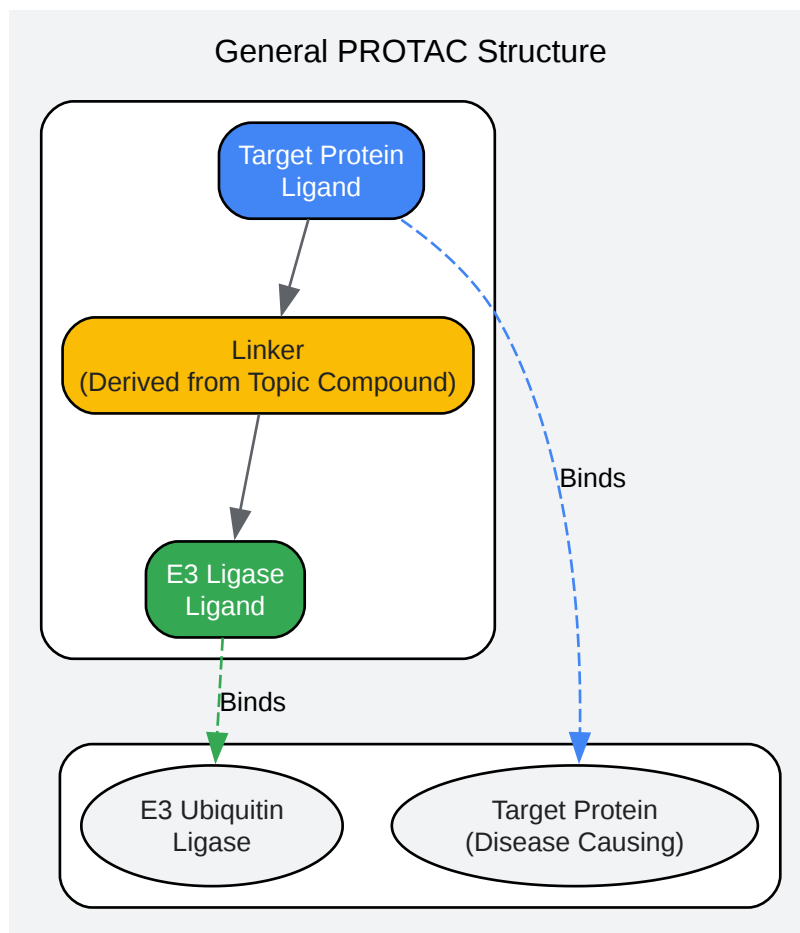 General PROTAC Structure
Target Protein
Ligand
Linker
(Derived from Topic Compound)
Binds
E3 Ligase
Ligand
Binds
E3 Ubiquitin
Ligase
Target Protein
(Disease Causing)